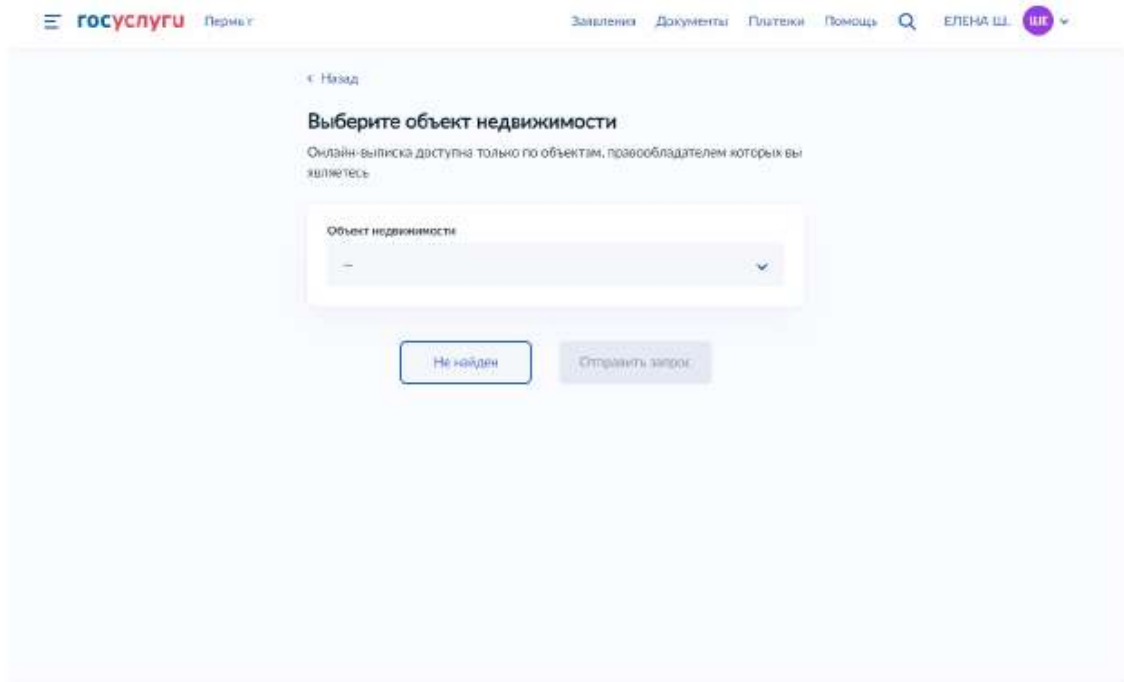 госуслуги Пермь г
Заявления Документы Платежи Помощь ЕЛЕНА Ш. ШЕ
Назад
Выберите объект недвижимости
Онлайн-выписка доступна только по объектам, правообладателем которых вы
являетесь
Объект недвижимости
—
Не найден Отправить запрос